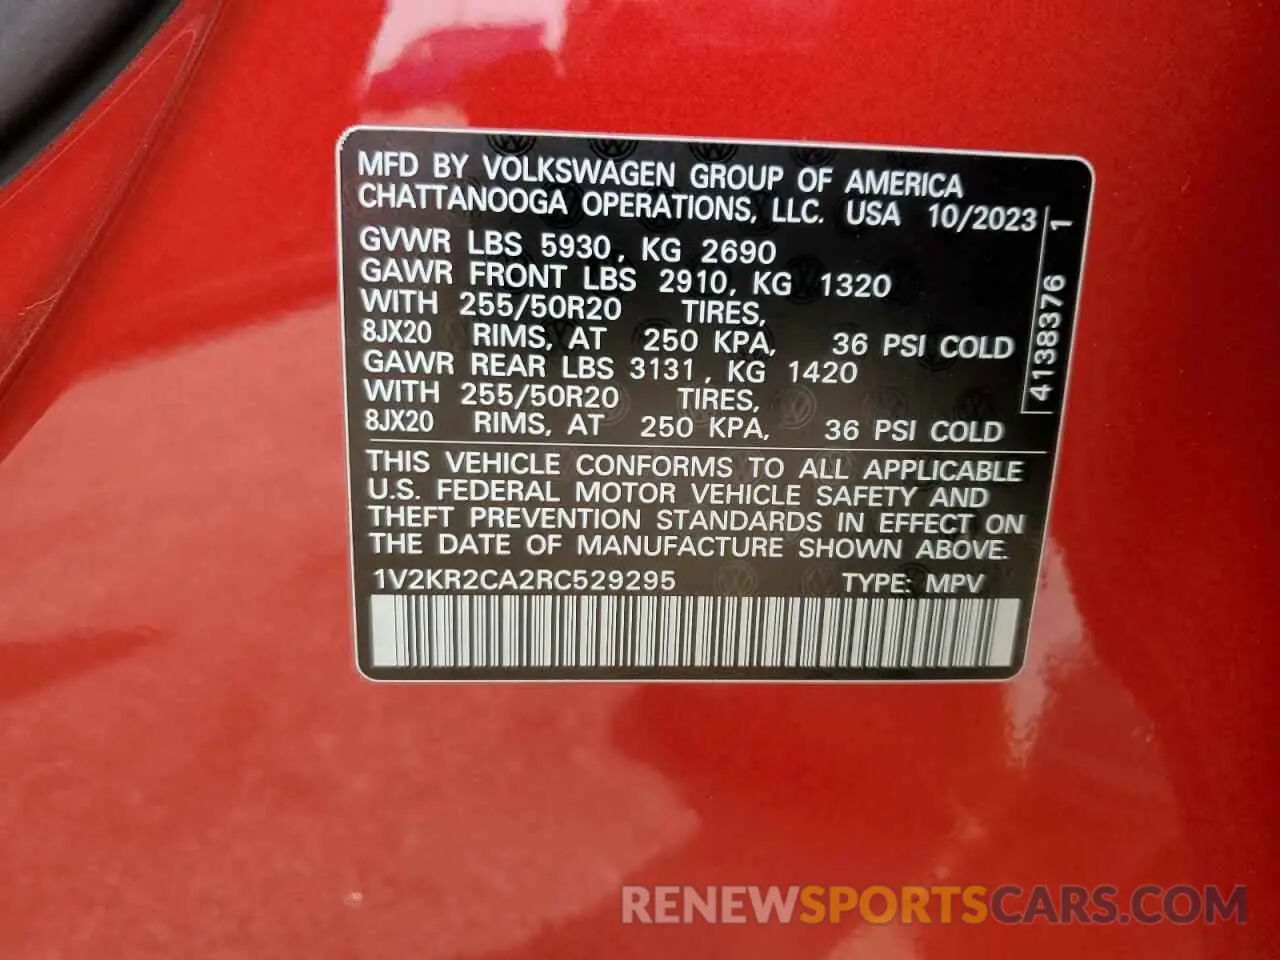 MFD BY VOLKSWAGEN GROUP OF AMERICA
CHATTANOOGA OPERATIONS, LLC. USA 10/2023
GVWR LBS 5930, KG 2690
GAWR FRONT LBS 2910, KG 1320
WITH 255/50R20 TIRES,
8JX20 RIMS, AT 250 KPA, 36 PSI COLD
GAWR REAR LBS 3131, KG 1420
WITH 255/50R20 TIRES,
8JX20 RIMS, AT 250 KPA, 36 PSI COLD
4138376 1
THIS VEHICLE CONFORMS TO ALL APPLICABLE
U.S. FEDERAL MOTOR VEHICLE SAFETY AND
THEFT PREVENTION STANDARDS IN EFFECT ON
THE DATE OF MANUFACTURE SHOWN ABOVE.
1V2KR2CA2RC529295 TYPE: MPV
RENEWSPORTSCARS.COM